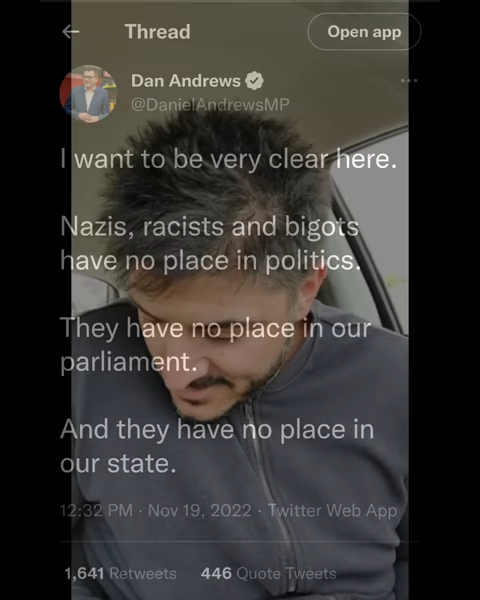 Thread
Open app
Dan Andrews
@DanielAndrewsMP
I want to be very clear here.
Nazis, racists and bigots
have no place in politics.
They have no place in our
parliament.
And they have no place in
our state.
12:32 PM · Nov 19, 2022 · Twitter Web App
1,641 Retweets 446 Quote Tweets